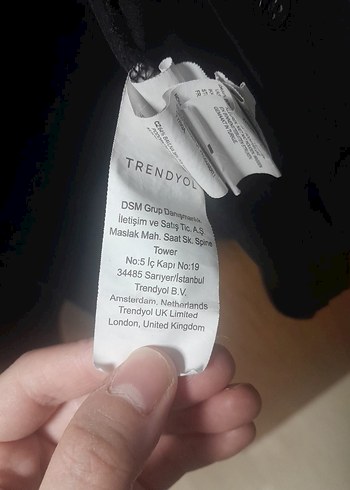 TRENDYOL
DSM Grup Danışmanlık
İletişim ve Satış Tic. A.Ş.
Maslak Mah. Saat Sk. Spine
Tower
No:5 İç Kapı No:19
34485 Sarıyer/İstanbul
Trendyol B.V.
Amsterdam, Netherlands
Trendyol UK Limited
London, United Kingdom